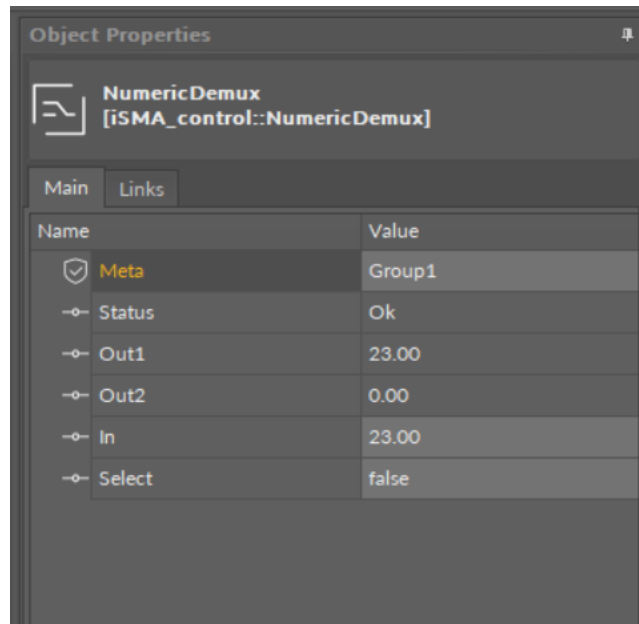 Object Properties
NumericDemux
[iSMA_control::NumericDemux]
Main Links
Name Value
Meta Group1
Status Ok
Out1 23.00
Out2 0.00
In 23.00
Select false